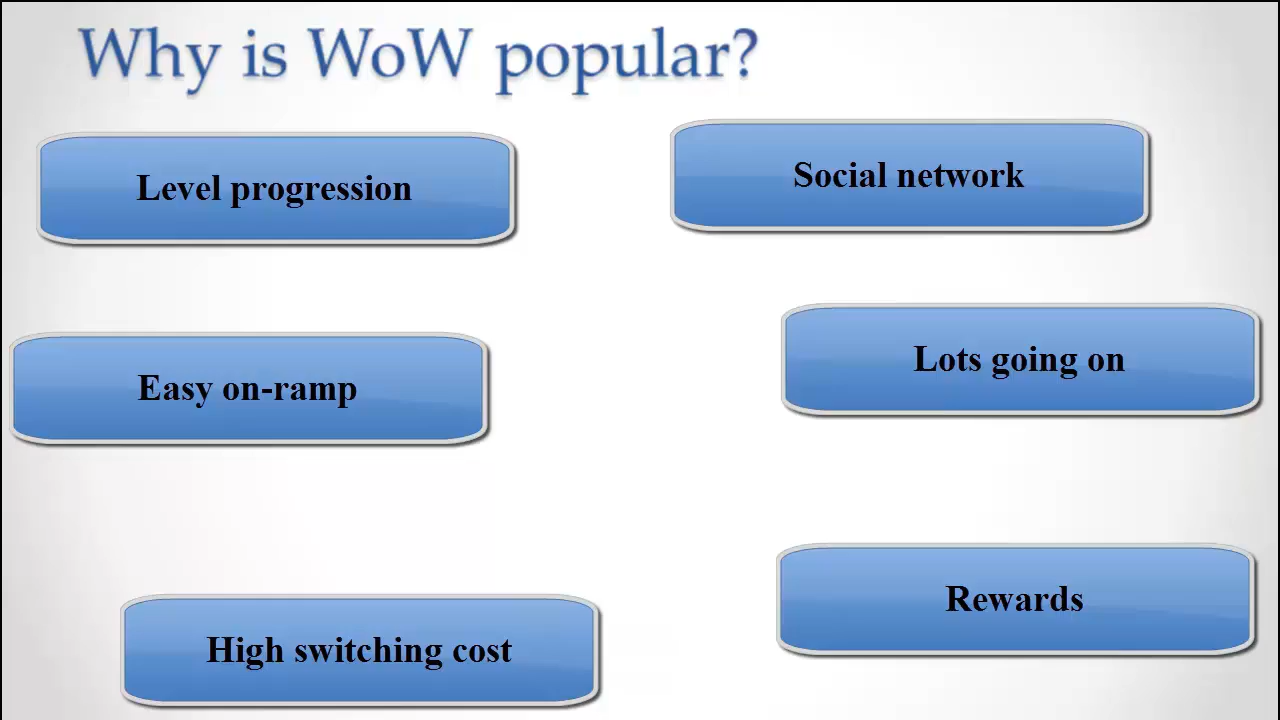 Why is WoW popular?
Level progression
Social network
Easy on-ramp
Lots going on
High switching cost
Rewards